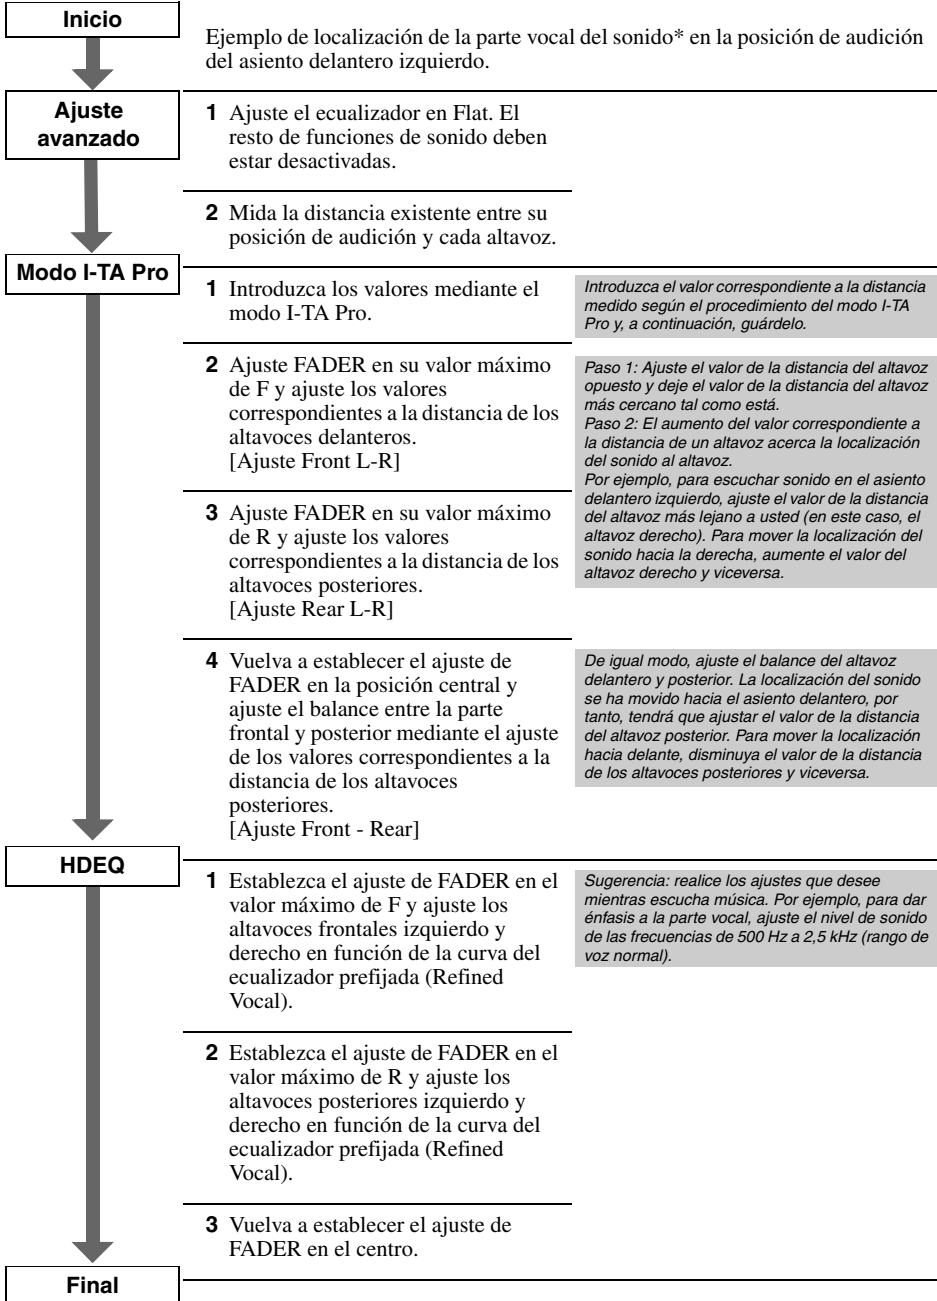 Inicio
Ejemplo de localización de la parte vocal del sonido* en la posición de audición
del asiento delantero izquierdo.
Ajuste
avanzado
1 Ajuste el ecualizador en Flat. El
resto de funciones de sonido deben
estar desactivadas.
2 Mida la distancia existente entre su
posición de audición y cada altavoz.
Modo I-TA Pro
1 Introduzca los valores mediante el
modo I-TA Pro.
Introduzca el valor correspondiente a la distancia
medido según el procedimiento del modo I-TA
Pro y, a continuación, guárdelo.
2 Ajuste FADER en su valor máximo
de F y ajuste los valores
correspondientes a la distancia de los
altavoces delanteros.
[Ajuste Front L-R]
3 Ajuste FADER en su valor máximo
de R y ajuste los valores
correspondientes a la distancia de los
altavoces posteriores.
[Ajuste Rear L-R]
Paso 1: Ajuste el valor de la distancia del altavoz
opuesto y deje el valor de la distancia del altavoz
más cercano tal como está.
Paso 2: El aumento del valor correspondiente a
la distancia de un altavoz acerca la localización
del sonido al altavoz.
Por ejemplo, para escuchar sonido en el asiento
delantero izquierdo, ajuste el valor de la distancia
del altavoz más lejano a usted (en este caso, el
altavoz derecho). Para mover la localización del
sonido hacia la derecha, aumente el valor del
altavoz derecho y viceversa.
4 Vuelva a establecer el ajuste de
FADER en la posición central y
ajuste el balance entre la parte
frontal y posterior mediante el ajuste
de los valores correspondientes a la
distancia de los altavoces
posteriores.
[Ajuste Front - Rear]
De igual modo, ajuste el balance del altavoz
delantero y posterior. La localización del sonido
se ha movido hacia el asiento delantero, por
tanto, tendrá que ajustar el valor de la distancia
del altavoz posterior. Para mover la localización
hacia delante, disminuya el valor de la distancia
de los altavoces posteriores y viceversa.
HDEQ
1 Establezca el ajuste de FADER en el
valor máximo de F y ajuste los
altavoces frontales izquierdo y
derecho en función de la curva del
ecualizador prefijada (Refined
Vocal).
Sugerencia: realice los ajustes que desee
mientras escucha música. Por ejemplo, para dar
énfasis a la parte vocal, ajuste el nivel de sonido
de las frecuencias de 500 Hz a 2,5 kHz (rango de
voz normal).
2 Establezca el ajuste de FADER en el
valor máximo de R y ajuste los
altavoces posteriores izquierdo y
derecho en función de la curva del
ecualizador prefijada (Refined
Vocal).
3 Vuelva a establecer el ajuste de
FADER en el centro.
Final